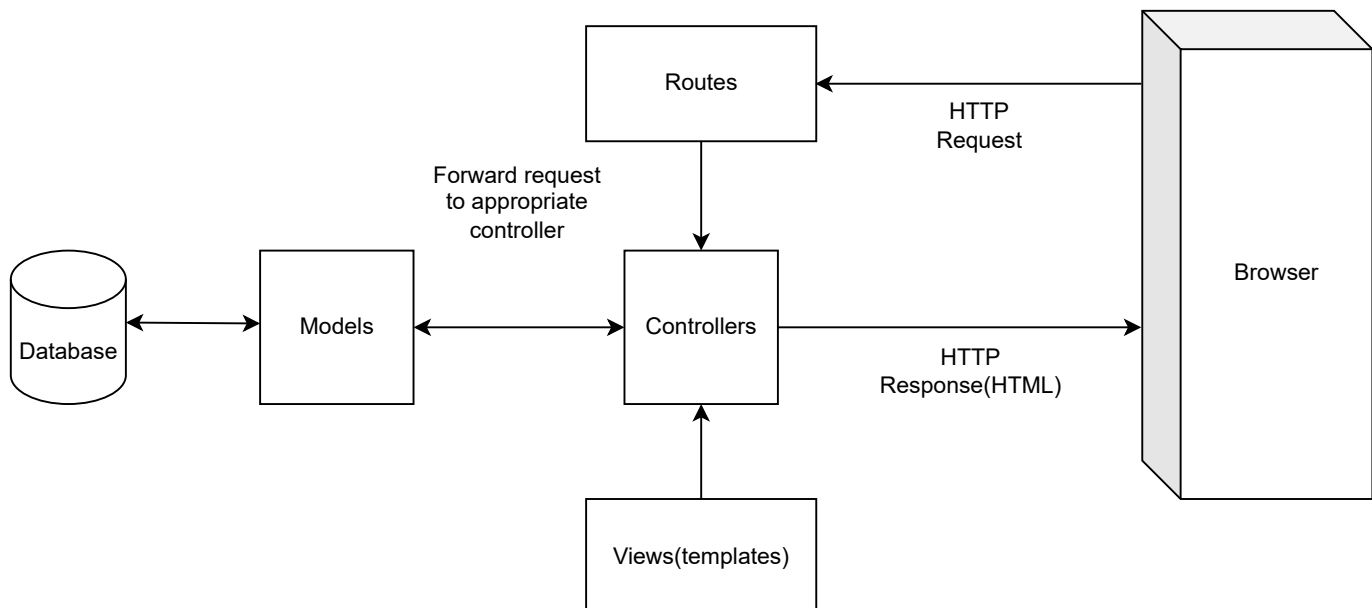 Routes
HTTP
Request
Forward request
to appropriate
controller
Database
Models
Controllers
Browser
HTTP
Response(HTML)
Views(templates)